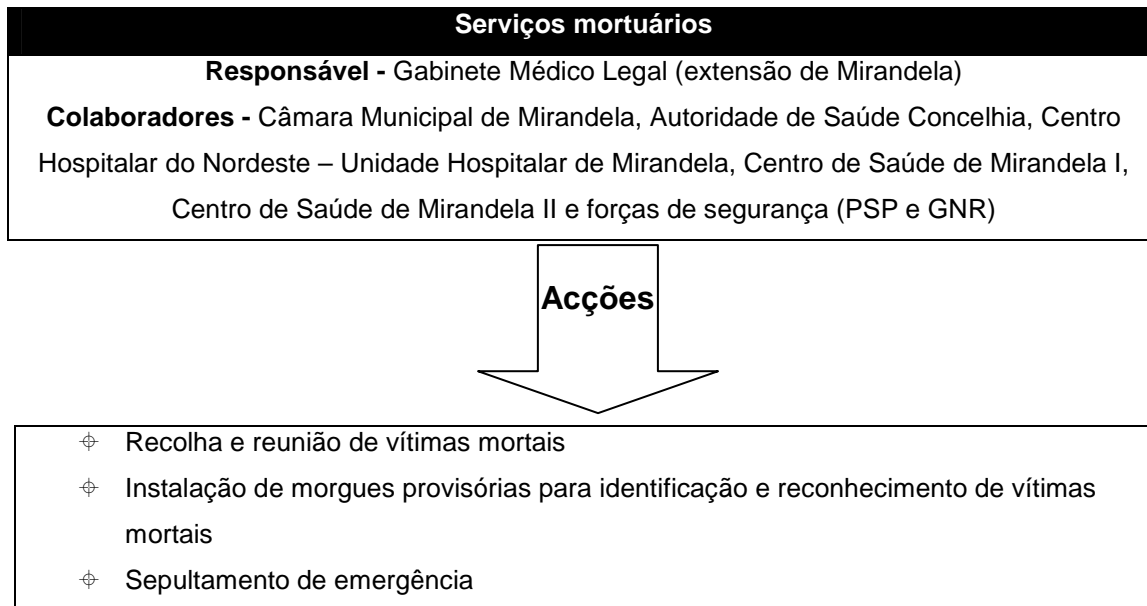 Serviços mortuários
Responsável - Gabinete Médico Legal (extensão de Mirandela)
Colaboradores - Câmara Municipal de Mirandela, Autoridade de Saúde Concelhia, Centro
Hospitalar do Nordeste – Unidade Hospitalar de Mirandela, Centro de Saúde de Mirandela I,
Centro de Saúde de Mirandela II e forças de segurança (PSP e GNR)
Acções
Recolha e reunião de vítimas mortais
Instalação de morgues provisórias para identificação e reconhecimento de vítimas
mortais
Sepultamento de emergência